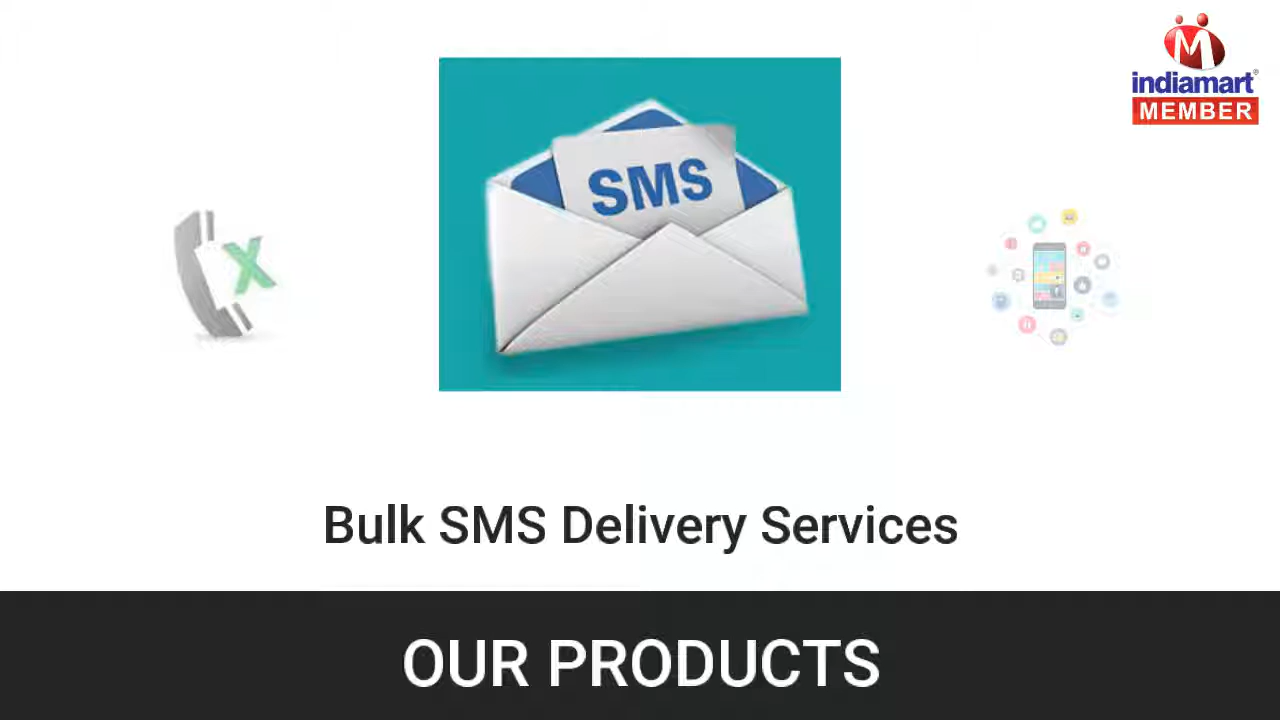 indiamart
MEMBER
SMS
X
Bulk SMS Delivery Services
OUR PRODUCTS